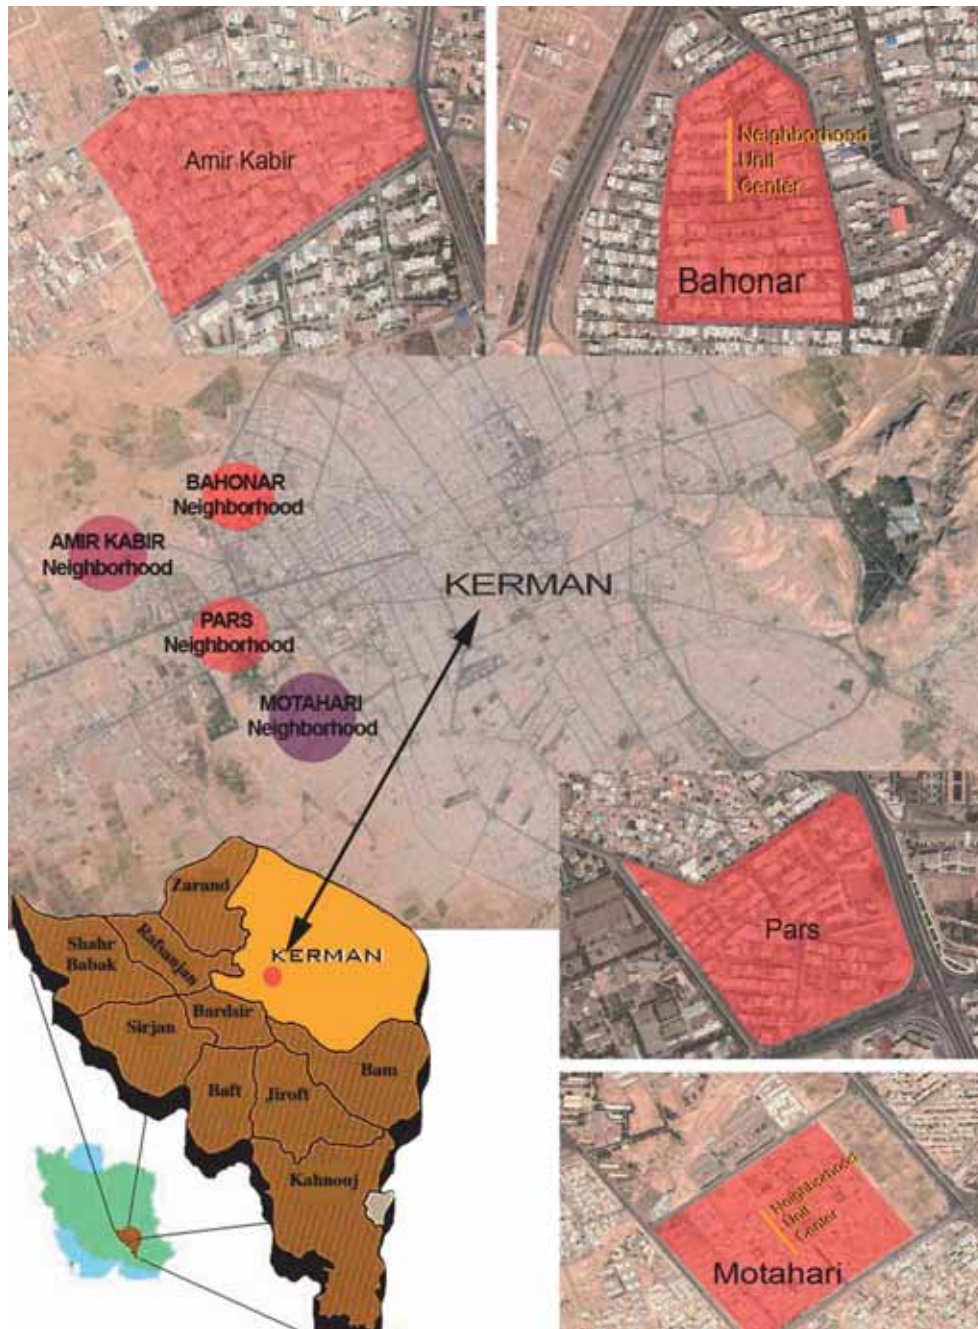 Amir Kabir
Neighborhood
Unit
Center
Bahonar
BAHONAR
Neighborhood
AMIR KABIR
Neighborhood
KERMAN
PARS
Neighborhood
MOTAHARI
Neighborhood
Pars
Zarand
KERMAN
Shahr
Babak
Rafsanjan
Bardsir
Sirjan
Bam
Baft
Jiroft
Kahnouj
Neighborhood
Unit
Center
Motahari